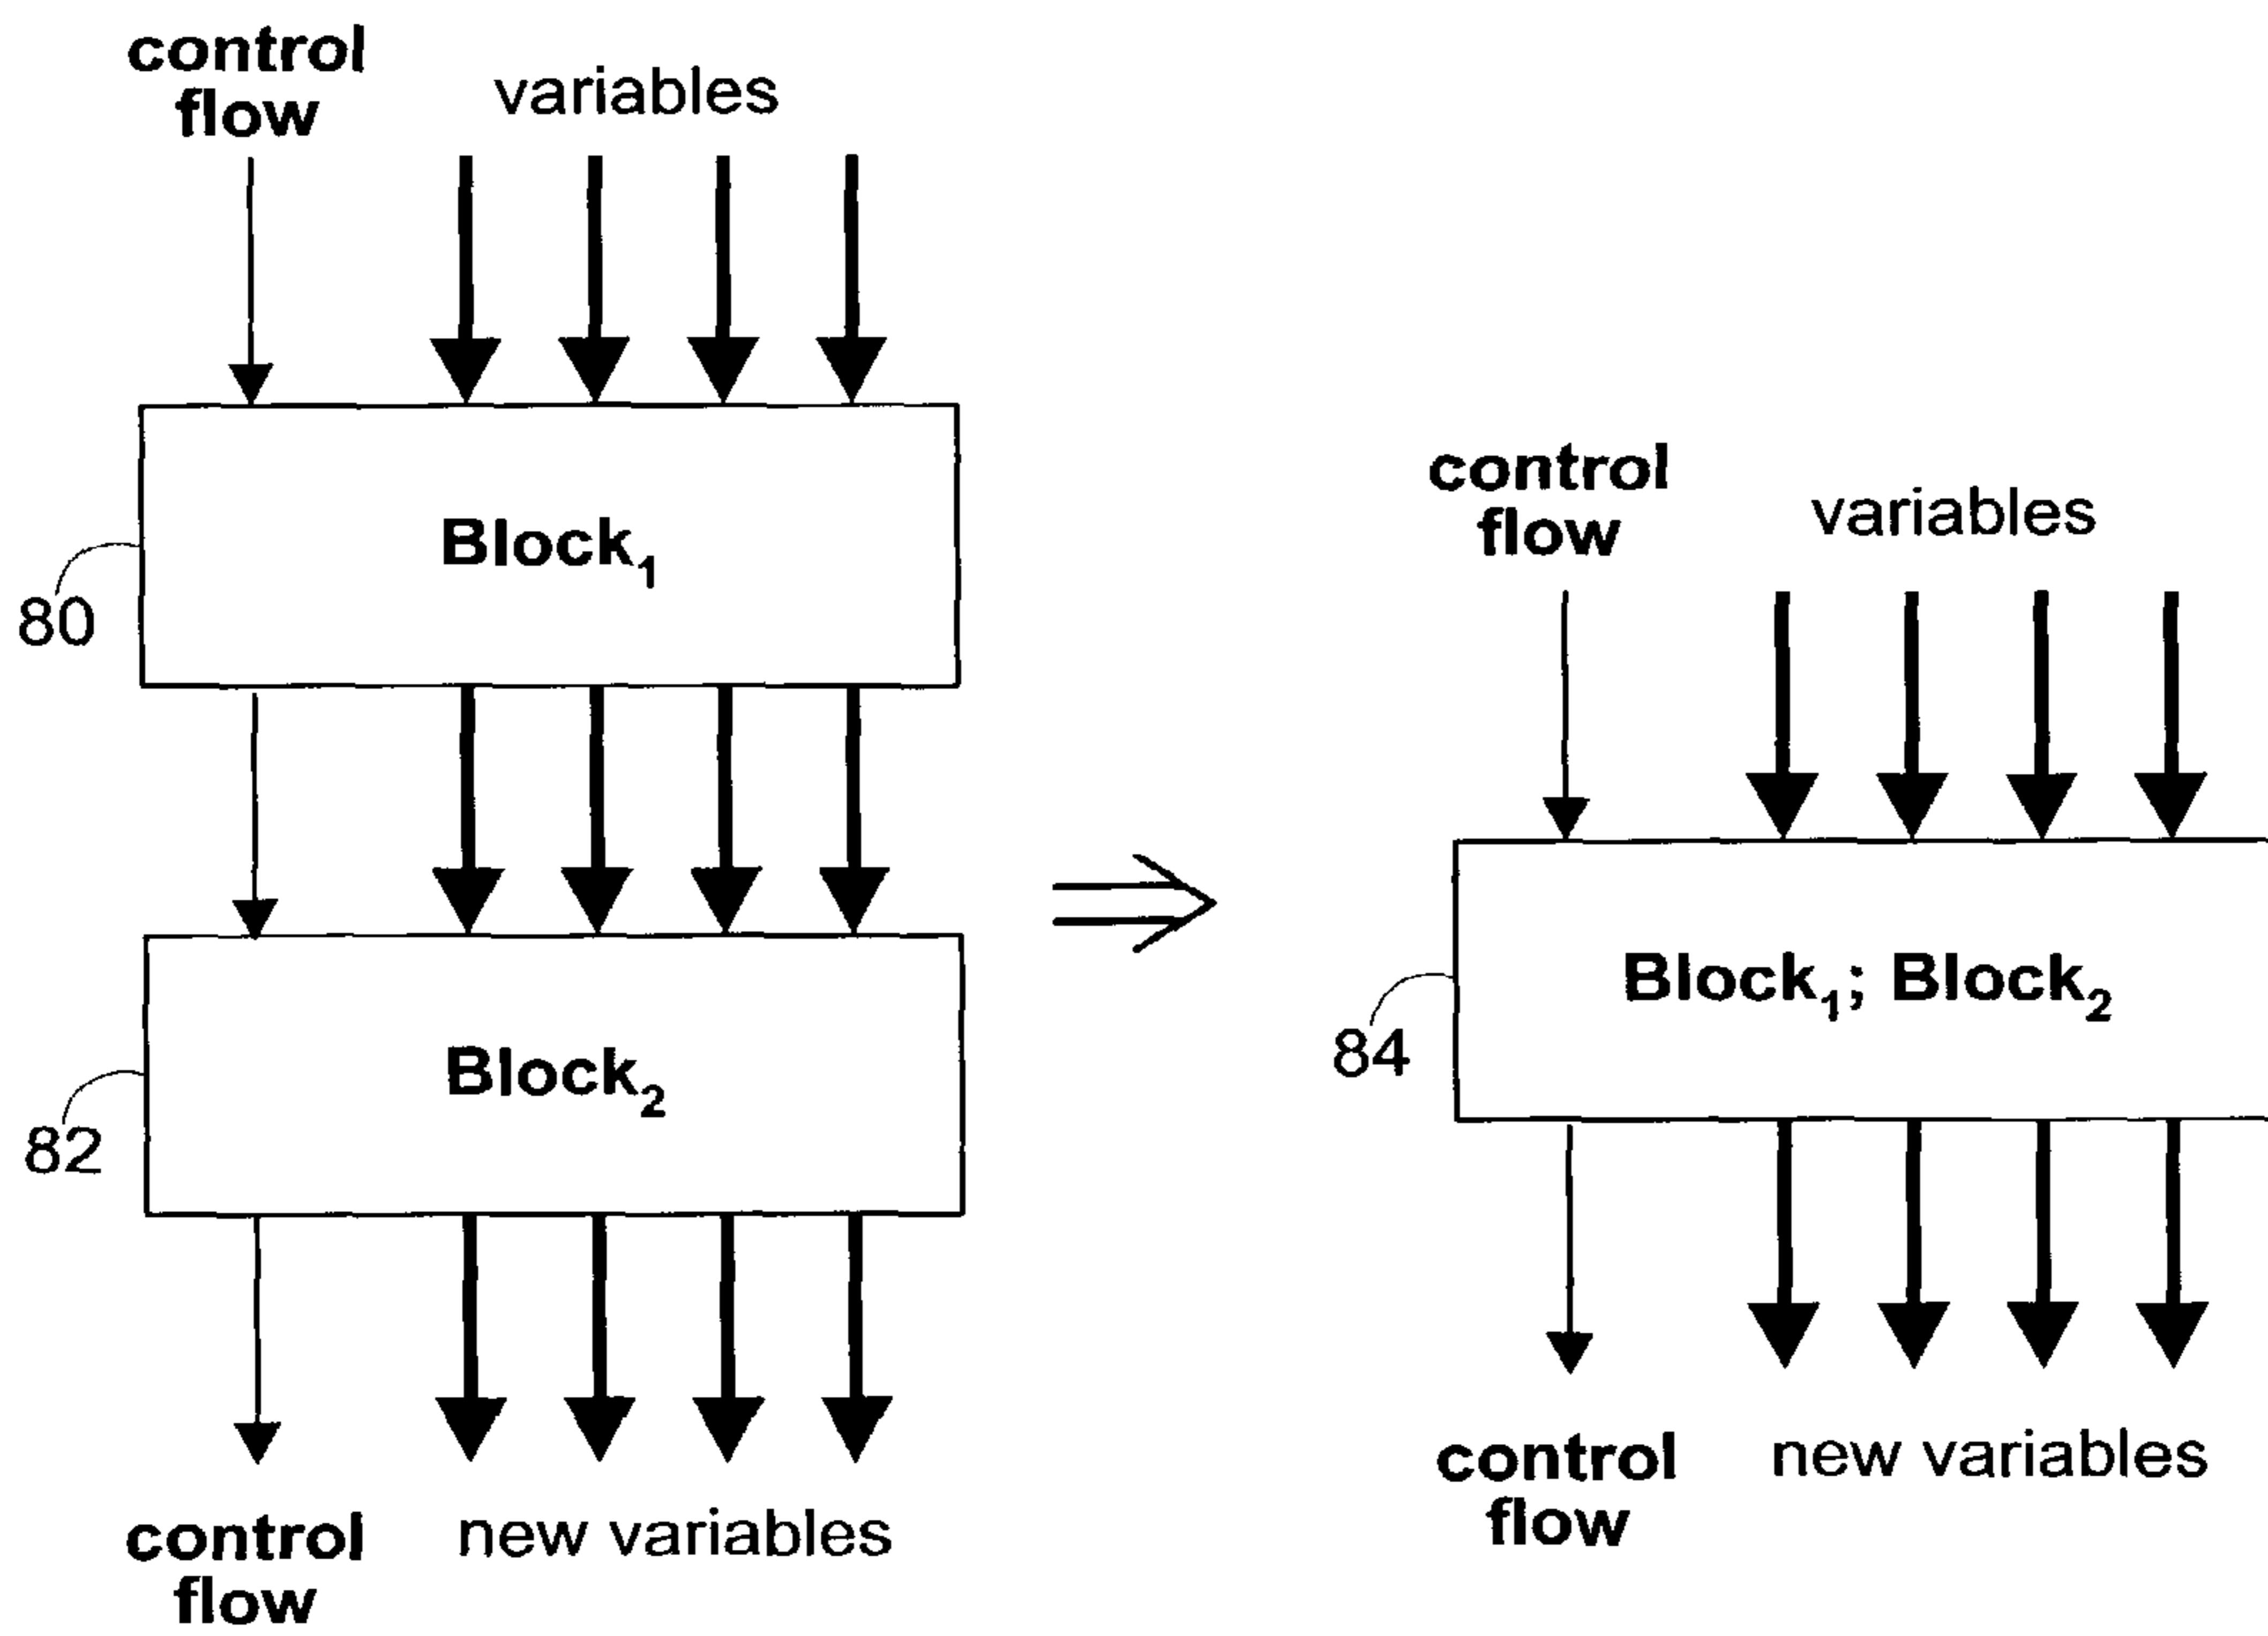 control
flow
variables
Block₁
80
Block₂
82
control
flow
new variables
control
flow
variables
Block₁; Block₂
84
control
flow
new variables